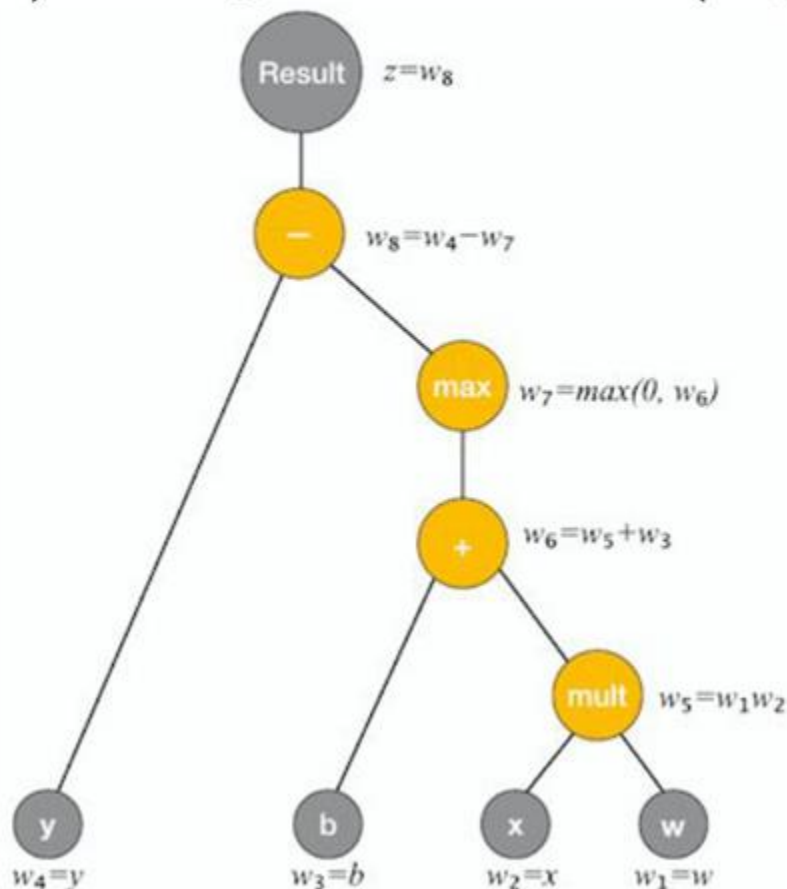 Result z=w₈
− w₈=w₄−w₇
max w₇=max(0, w₆)
+ w₆=w₅+w₃
mult w₅=w₁w₂
y b x w
w₄=y w₃=b w₂=x w₁=w